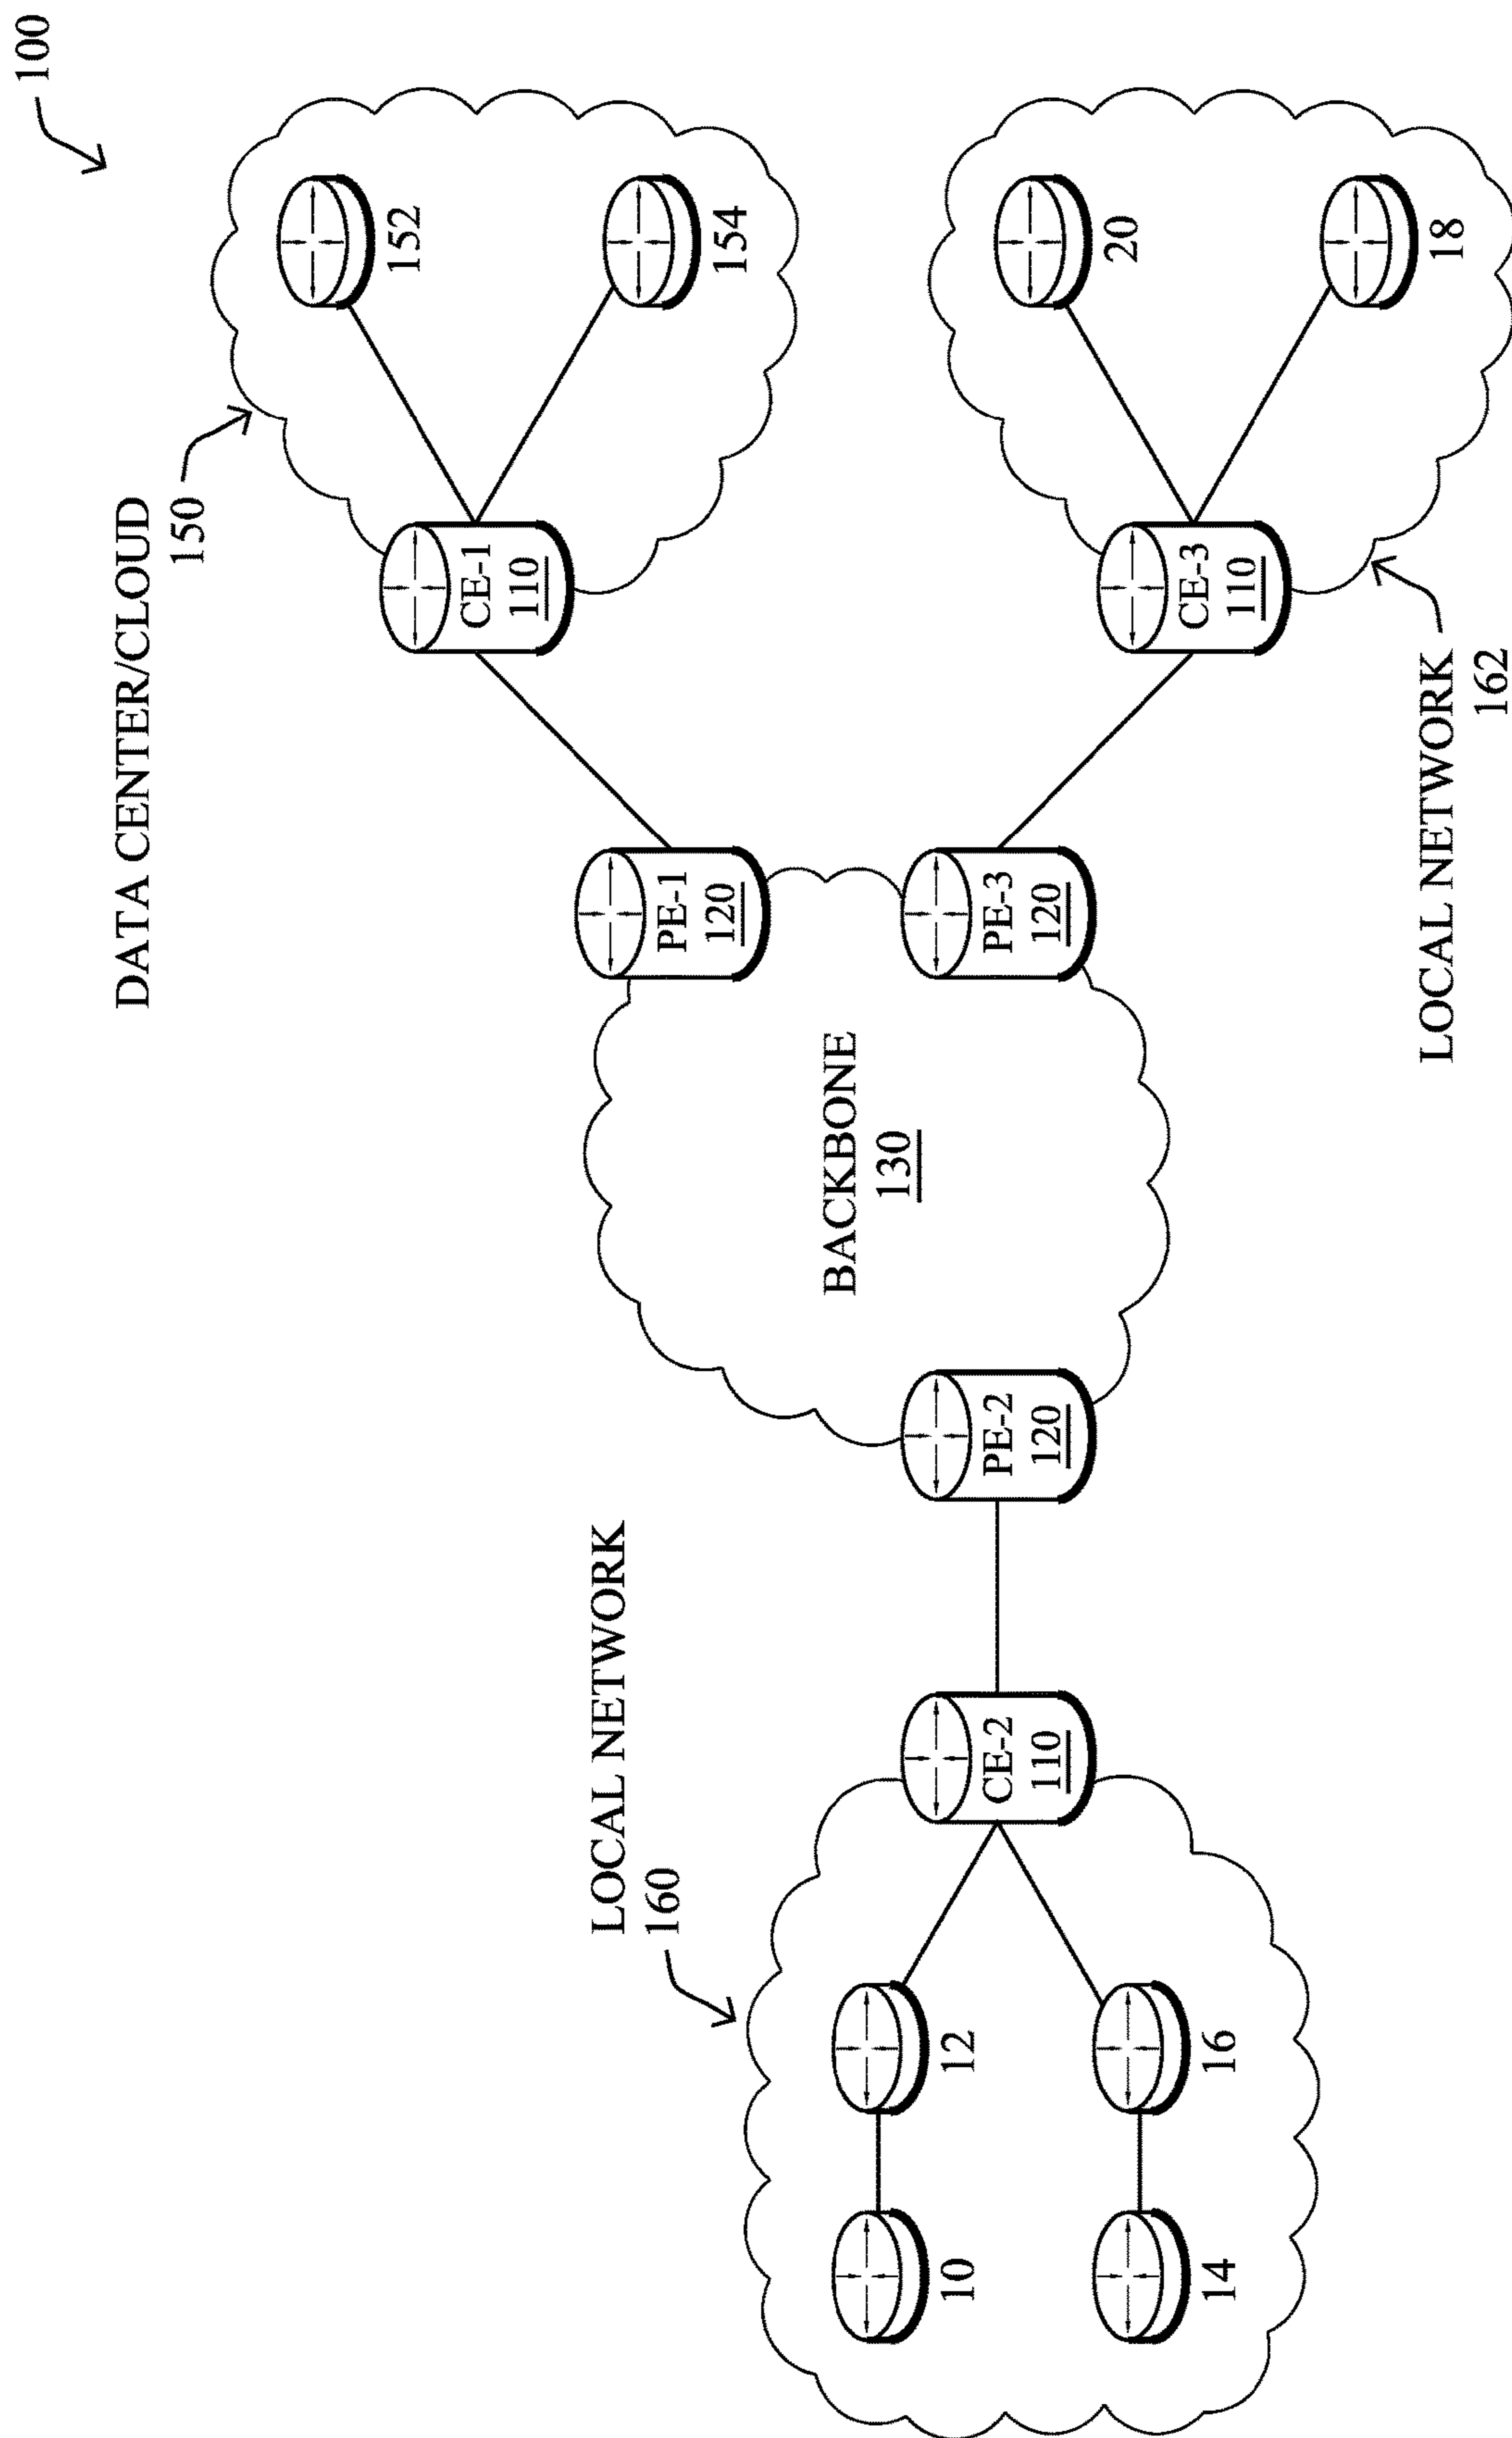 100
DATA CENTER/CLOUD
150
152
CE-1
110
154
LOCAL NETWORK
160
PE-1
120
BACKBONE
130
10
12
CE-2
110
PE-2
120
PE-3
120
20
CE-3
110
14
16
18
LOCAL NETWORK
162